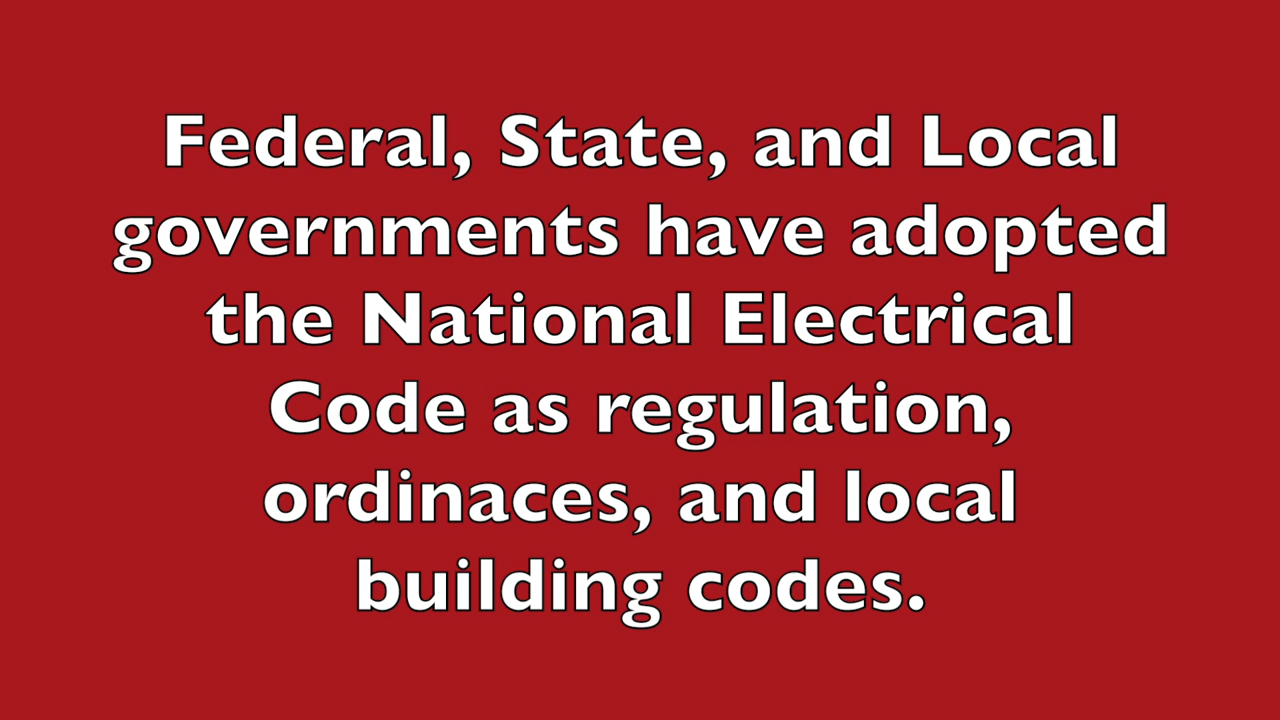 Federal, State, and Local
governments have adopted
the National Electrical
Code as regulation,
ordinaces, and local
building codes.